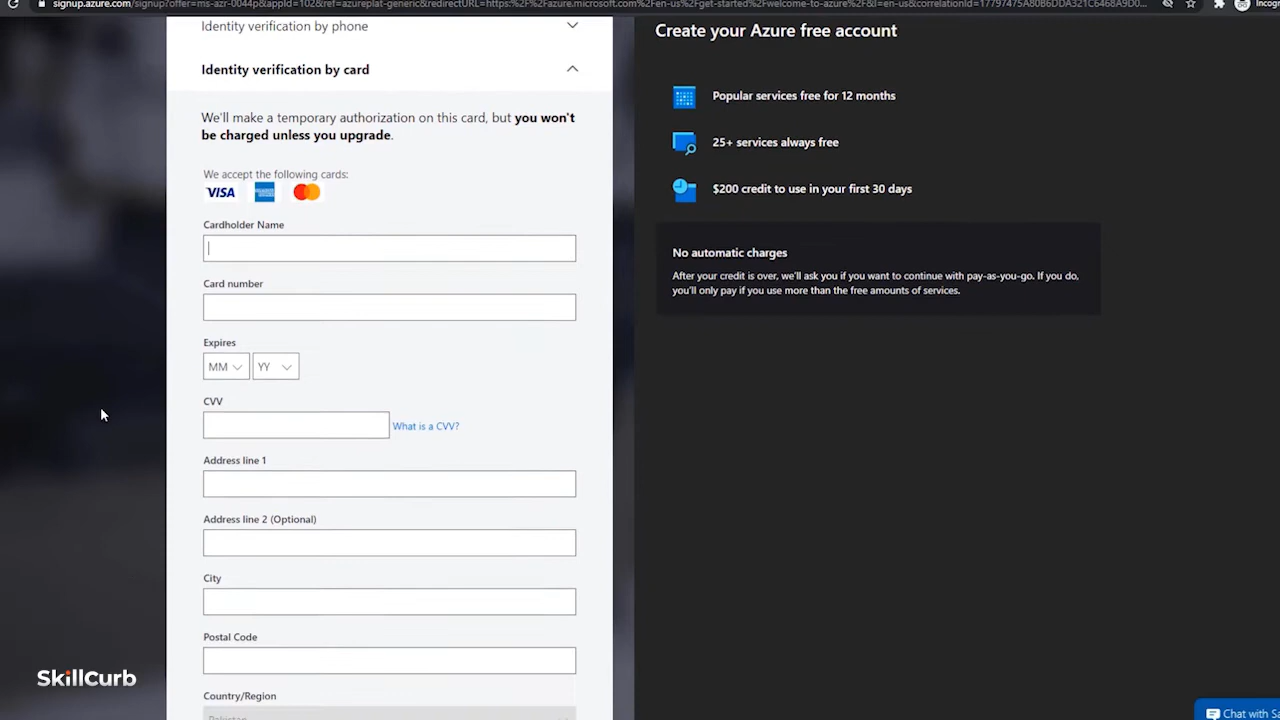 signup.azure.com/signup?offer=ms-azr-0044p&appId=102&ref=azureplat-generic&redirectURL=https:%2F%2Fazure.microsoft.com%2Fen-us%2Fget-started%2Fwelcome-to-azure%2F&l=en-us&correlationId=17797475A80B6DDA321C6468A9D0...
Incog
Identity verification by phone
Identity verification by card
We'll make a temporary authorization on this card, but you won't
be charged unless you upgrade.
We accept the following cards:
VISA
Cardholder Name
Card number
Expires
MM
YY
CVV
What is a CVV?
Address line 1
Address line 2 (Optional)
City
Postal Code
Country/Region
Pakistan
Create your Azure free account
Popular services free for 12 months
25+ services always free
$200 credit to use in your first 30 days
No automatic charges
After your credit is over, we'll ask you if you want to continue with pay-as-you-go. If you do,
you'll only pay if you use more than the free amounts of services.
SkillCurb
Chat with Sa